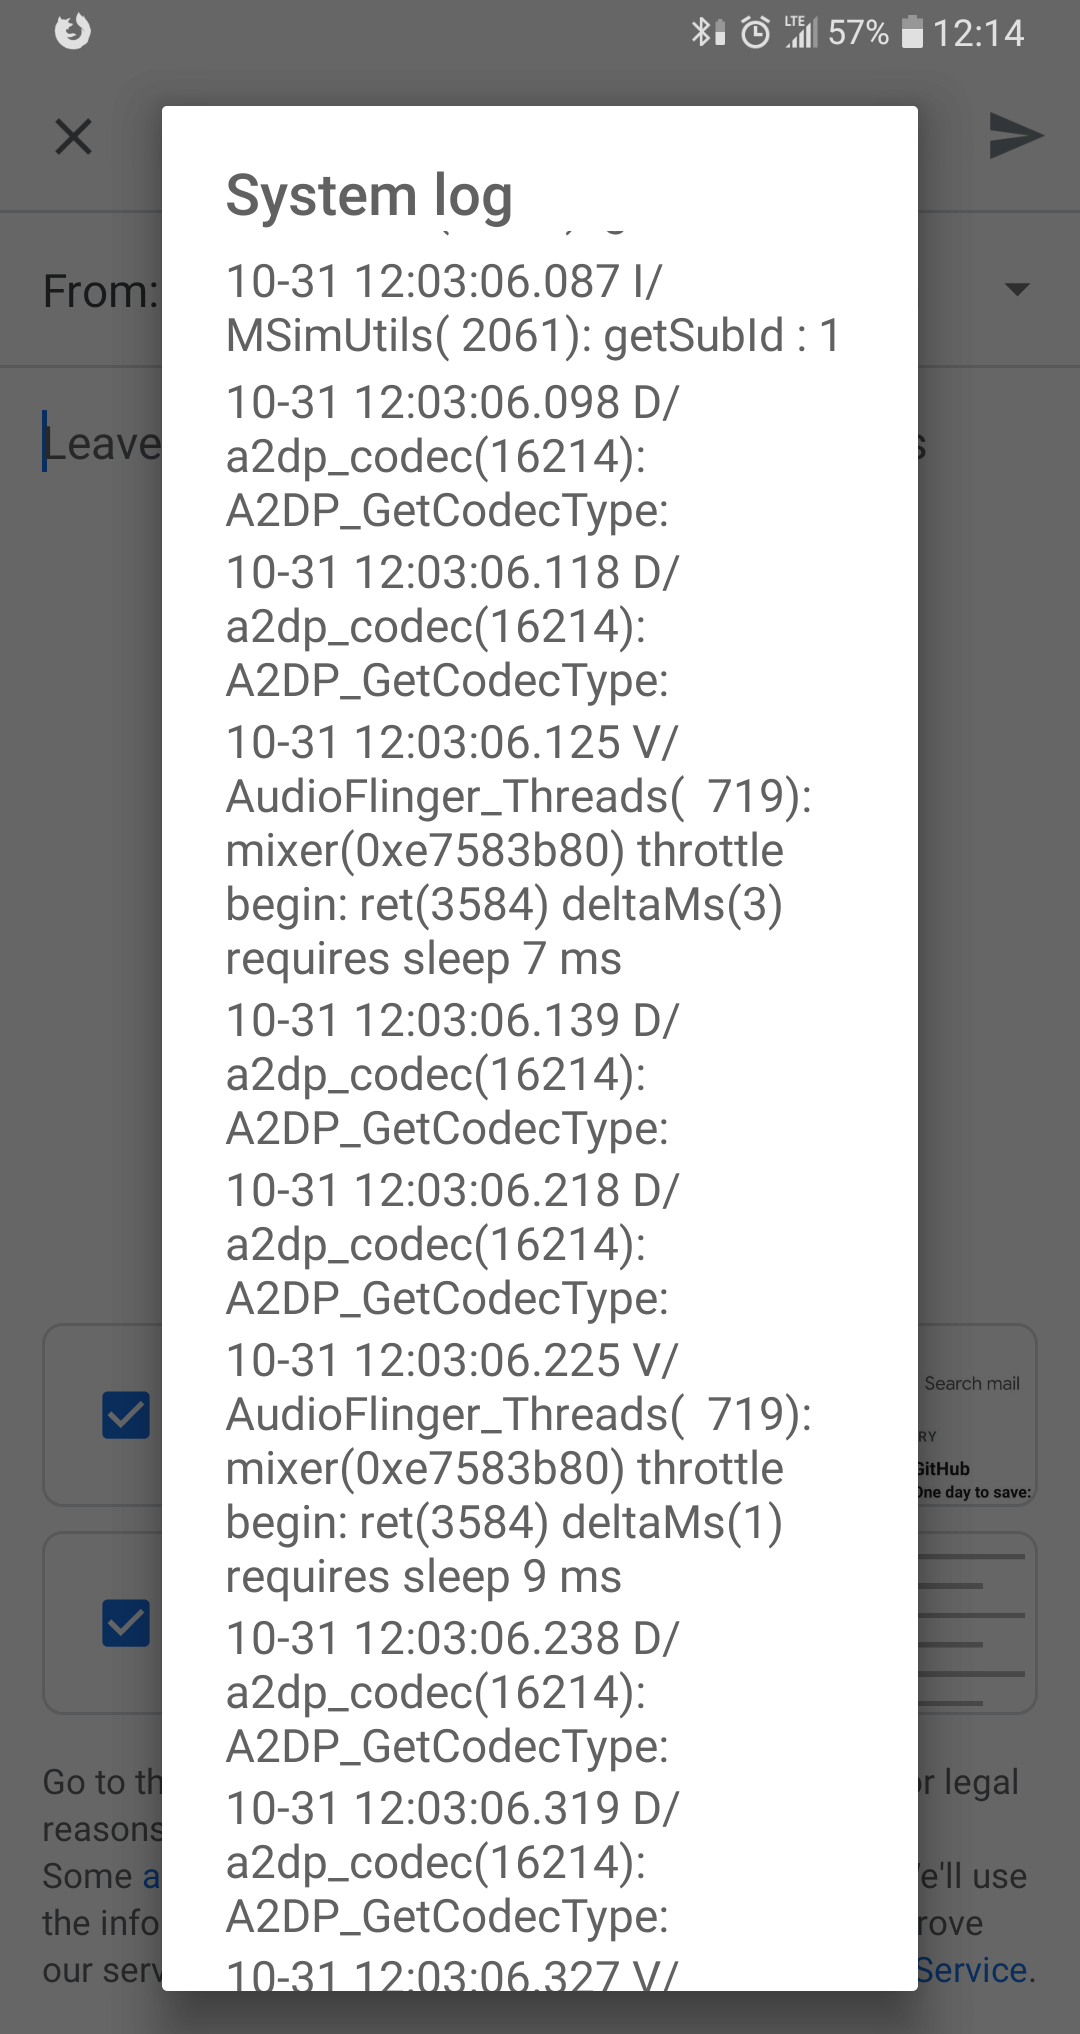 LTE 57% 12:14
System log
From:
10-31 12:03:06.087 I/
MSimUtils( 2061): getSubId : 1
10-31 12:03:06.098 D/
Leave
a2dp_codec(16214):
A2DP_GetCodecType:
10-31 12:03:06.118 D/
a2dp_codec(16214):
A2DP_GetCodecType:
10-31 12:03:06.125 V/
AudioFlinger_Threads(  719):
mixer(0xe7583b80) throttle
begin: ret(3584) deltaMs(3)
requires sleep 7 ms
10-31 12:03:06.139 D/
a2dp_codec(16214):
A2DP_GetCodecType:
10-31 12:03:06.218 D/
a2dp_codec(16214):
A2DP_GetCodecType:
10-31 12:03:06.225 V/
AudioFlinger_Threads(  719):
mixer(0xe7583b80) throttle
begin: ret(3584) deltaMs(1)
requires sleep 9 ms
10-31 12:03:06.238 D/
a2dp_codec(16214):
A2DP_GetCodecType:
10-31 12:03:06.319 D/
a2dp_codec(16214):
A2DP_GetCodecType:
10-31 12:03:06.327 V/
Search mail
RY
GitHub
One day to save:
Go to th
r legal
reasons
Some a
e'll use
the info
rove
our serv
Service.